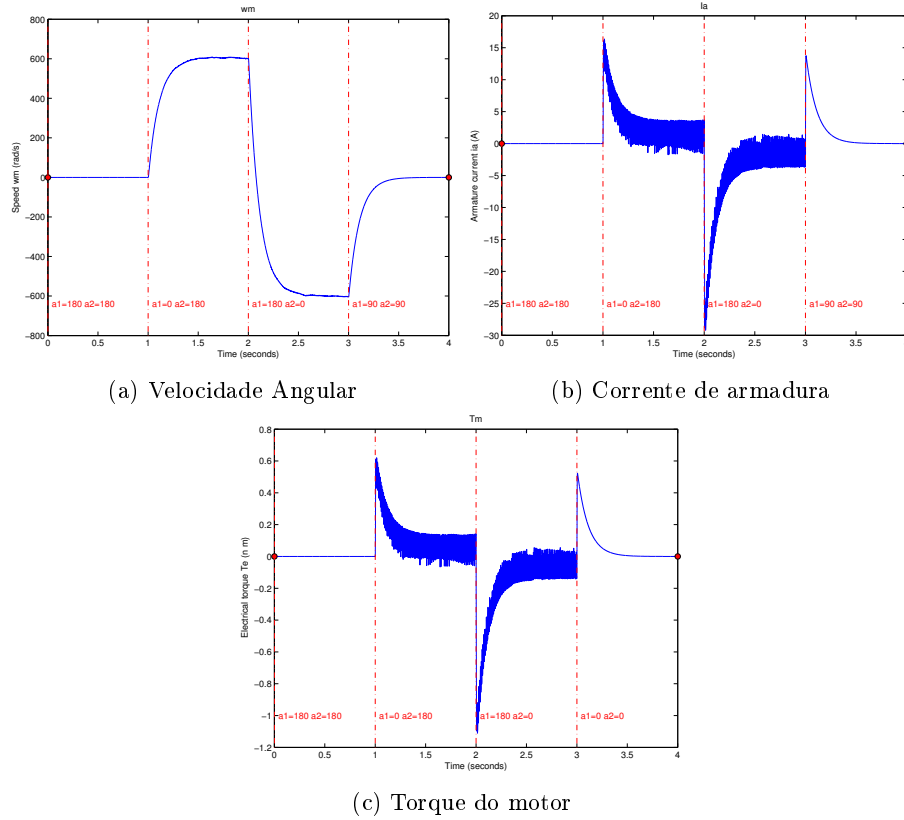 wm
800
600
400
200
0
−200
−400
−600
−800
Speed wm (rad/s)
a1=180 a2=180
a1=0 a2=180
a1=180 a2=0
a1=90 a2=90
0
0.5
1
1.5
2
2.5
3
3.5
4
Time (seconds)
(a) Velocidade Angular
Ia
20
15
10
5
0
−5
−10
−15
−20
−25
−30
Armature current ia (A)
a1=180 a2=180
a1=0 a2=180
a1=180 a2=0
a1=90 a2=90
0
0.5
1
1.5
2
2.5
3
3.5
Time (seconds)
(b) Corrente de armadura
Tm
0.8
0.6
0.4
0.2
0
−0.2
−0.4
−0.6
−0.8
−1
−1.2
Electrical torque Te (n m)
a1=180 a2=180
a1=0 a2=180
a1=180 a2=0
a1=0 a2=0
0
0.5
1
1.5
2
2.5
3
3.5
4
Time (seconds)
(c) Torque do motor